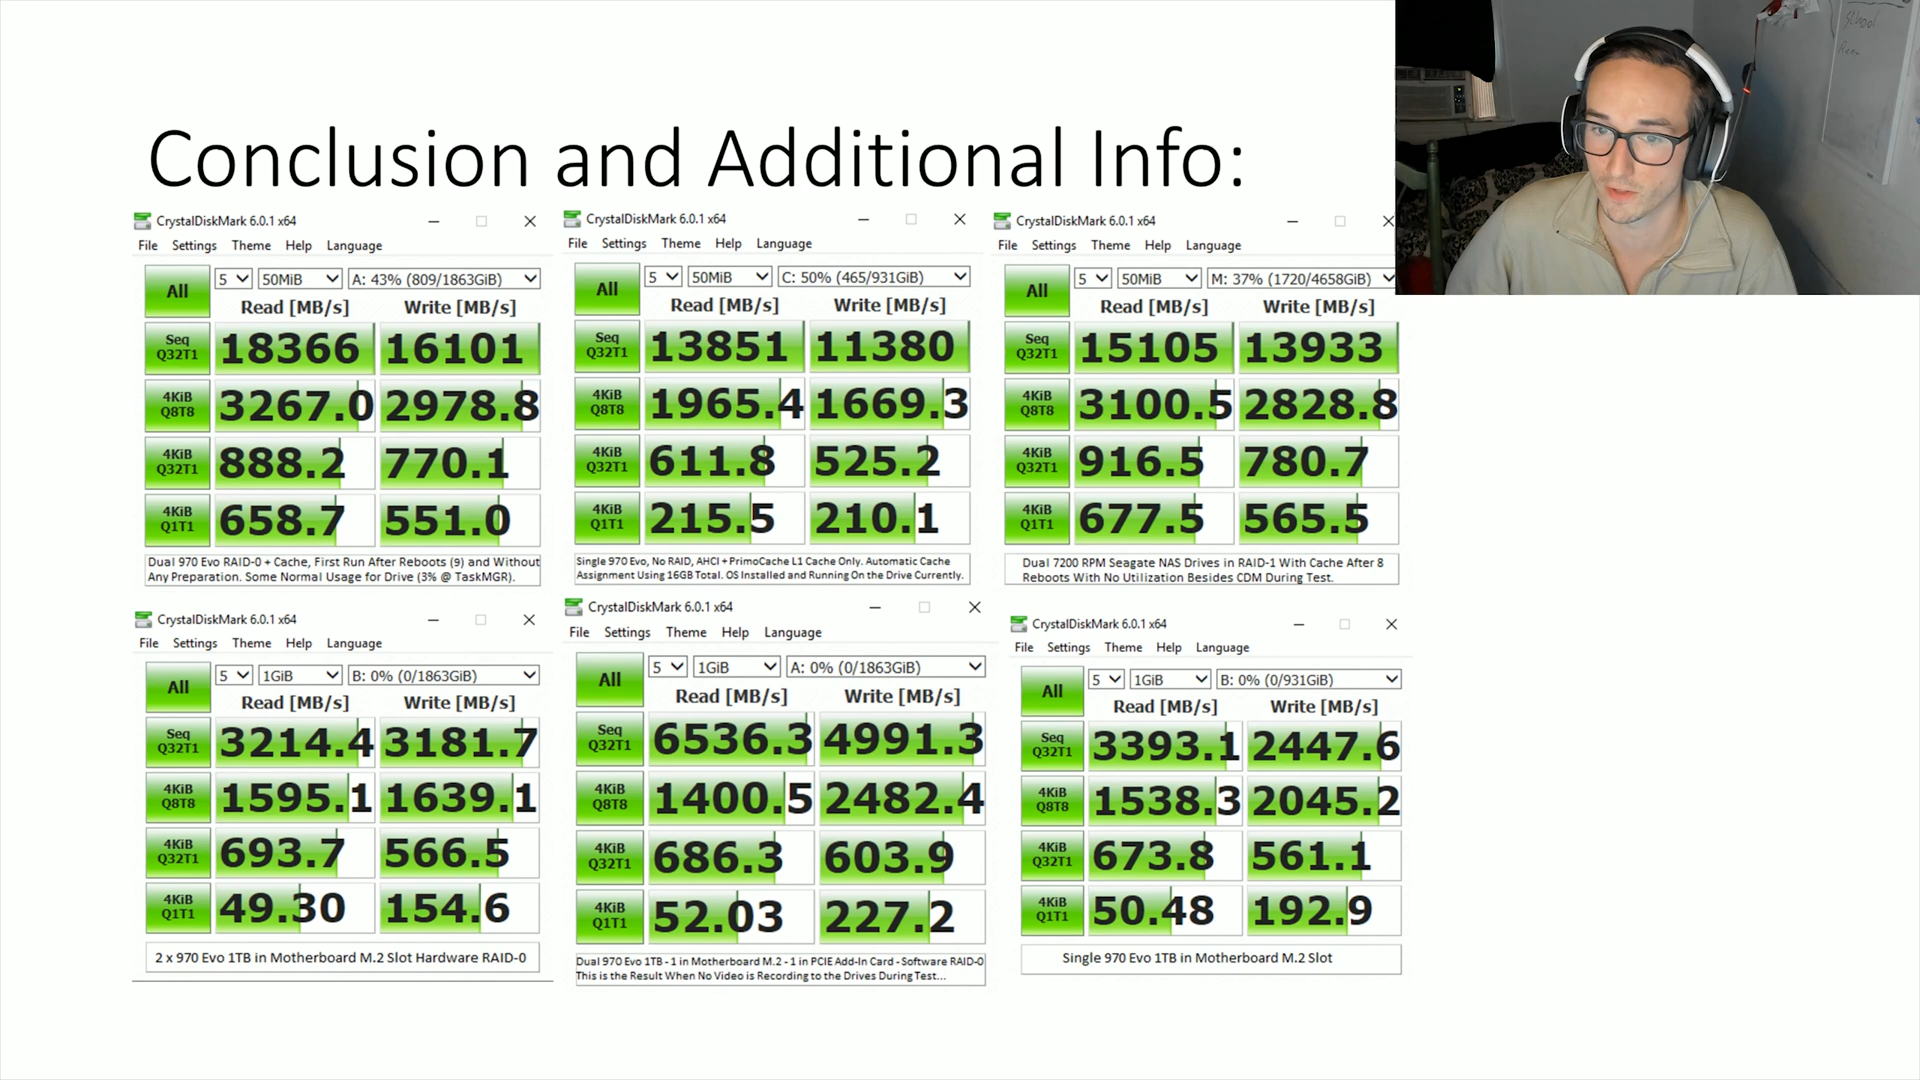 Conclusion and Additional Info:
CrystalDiskMark 6.0.1 x64
File Settings Theme Help Language
All 5 50MiB A: 43% (809/1863GiB)
Read [MB/s] Write [MB/s]
Seq Q32T1 18366 16101
4KiB Q8T8 3267.0 2978.8
4KiB Q32T1 888.2 770.1
4KiB Q1T1 658.7 551.0
Dual 970 Evo RAID-0 + Cache, First Run After Reboots (9) and Without
Any Preparation. Some Normal Usage for Drive (3% @ TaskMGR).
CrystalDiskMark 6.0.1 x64
File Settings Theme Help Language
All 5 50MiB C: 50% (465/931GiB)
Read [MB/s] Write [MB/s]
Seq Q32T1 13851 11380
4KiB Q8T8 1965.4 1669.3
4KiB Q32T1 611.8 525.2
4KiB Q1T1 215.5 210.1
Single 970 Evo, No RAID, AHCI + PrimoCache L1 Cache Only. Automatic Cache
Assignment Using 16GB Total. OS Installed and Running On the Drive Currently.
CrystalDiskMark 6.0.1 x64
File Settings Theme Help Language
All 5 50MiB M: 37% (1720/4658GiB)
Read [MB/s] Write [MB/s]
Seq Q32T1 15105 13933
4KiB Q8T8 3100.5 2828.8
4KiB Q32T1 916.5 780.7
4KiB Q1T1 677.5 565.5
Dual 7200 RPM Seagate NAS Drives in RAID-1 With Cache After 8
Reboots With No Utilization Besides CDM During Test.
CrystalDiskMark 6.0.1 x64
File Settings Theme Help Language
All 5 1GiB B: 0% (0/1863GiB)
Read [MB/s] Write [MB/s]
Seq Q32T1 3214.4 3181.7
4KiB Q8T8 1595.1 1639.1
4KiB Q32T1 693.7 566.5
4KiB Q1T1 49.30 154.6
2 x 970 Evo 1TB in Motherboard M.2 Slot Hardware RAID-0
CrystalDiskMark 6.0.1 x64
File Settings Theme Help Language
All 5 1GiB A: 0% (0/1863GiB)
Read [MB/s] Write [MB/s]
Seq Q32T1 6536.3 4991.3
4KiB Q8T8 1400.5 2482.4
4KiB Q32T1 686.3 603.9
4KiB Q1T1 52.03 227.2
Dual 970 Evo 1TB - 1 in Motherboard M.2 - 1 in PCIE Add-In Card - Software RAID-0
This is the Result When No Video is Recording to the Drives During Test...
CrystalDiskMark 6.0.1 x64
File Settings Theme Help Language
All 5 1GiB B: 0% (0/931GiB)
Read [MB/s] Write [MB/s]
Seq Q32T1 3393.1 2447.6
4KiB Q8T8 1538.3 2045.2
4KiB Q32T1 673.8 561.1
4KiB Q1T1 50.48 192.9
Single 970 Evo 1TB in Motherboard M.2 Slot